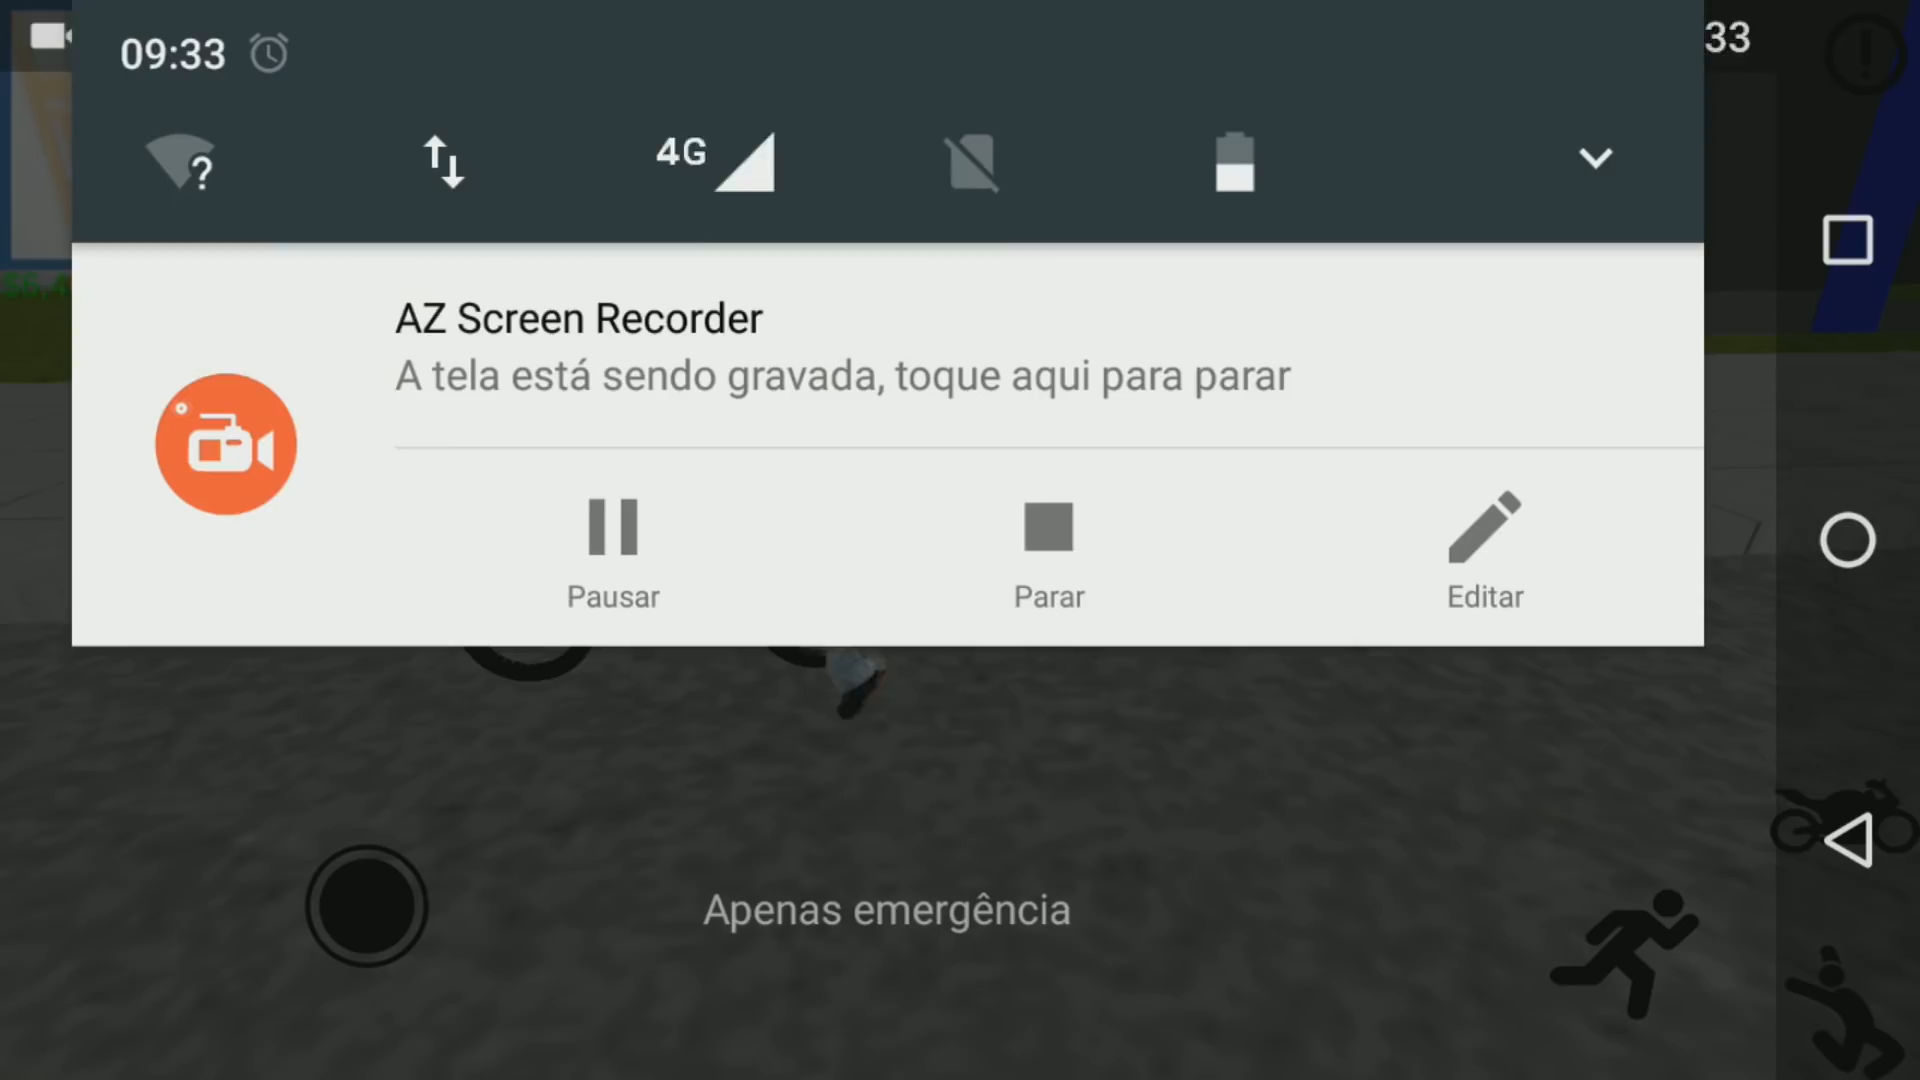 09:33
33
4G
AZ Screen Recorder
A tela está sendo gravada, toque aqui para parar
Pausar
Parar
Editar
Apenas emergência